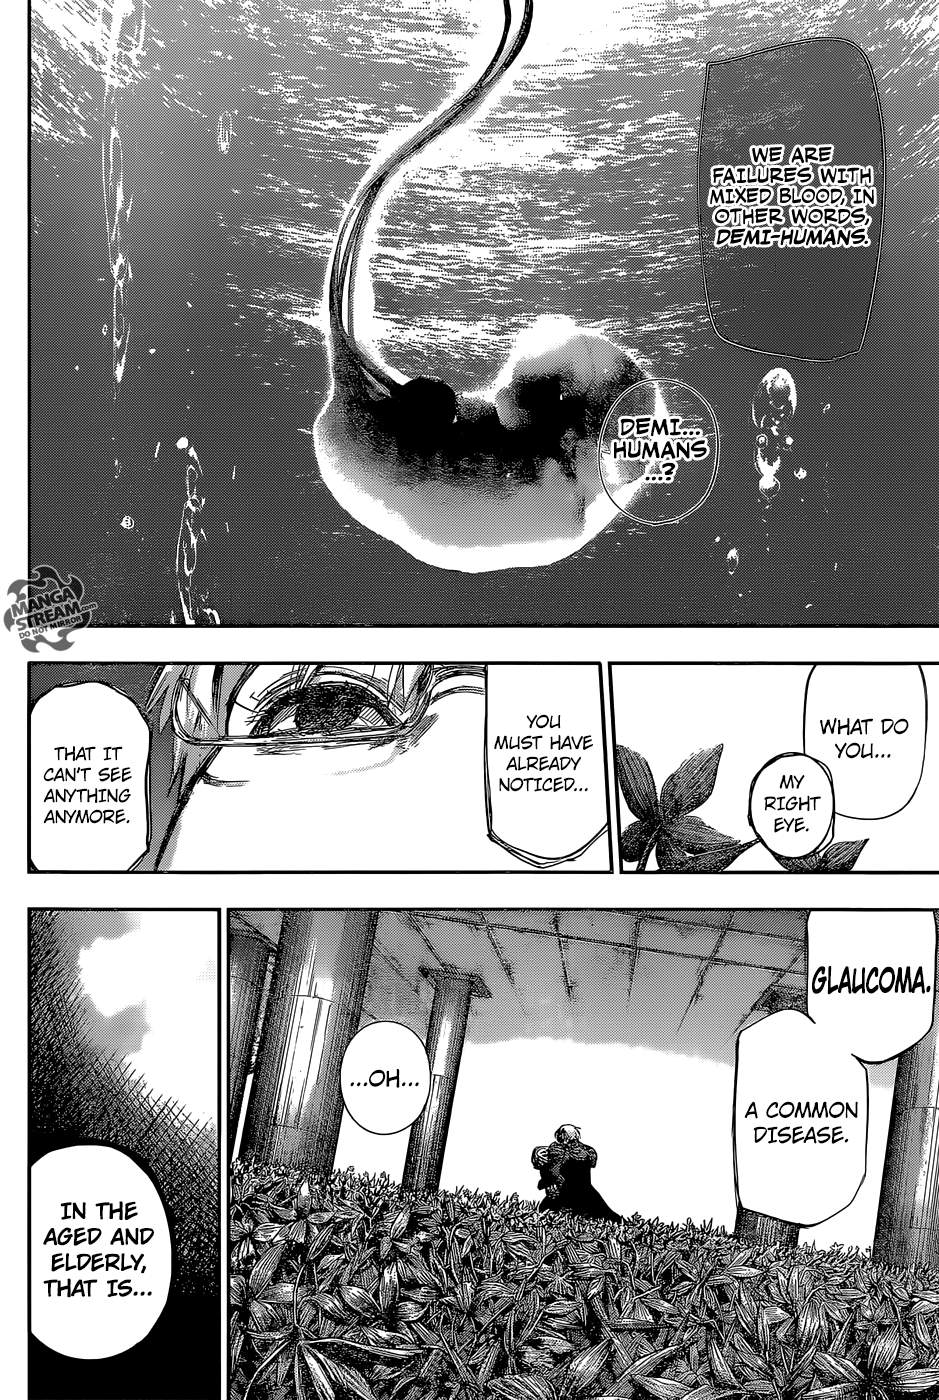 WE ARE
FAILURES WITH
MIXED BLOOD, IN
OTHER WORDS,
DEMI-HUMANS.
DEMI...
HUMANS
...?
MANGA
STREAM.com
DO NOT MIRROR
WHAT DO
YOU...
MY
RIGHT
EYE.
YOU
MUST HAVE
ALREADY
NOTICED...
THAT IT
CAN'T SEE
ANYTHING
ANYMORE.
GLAUCOMA.
A COMMON
DISEASE.
...OH...
IN THE
AGED AND
ELDERLY,
THAT IS...